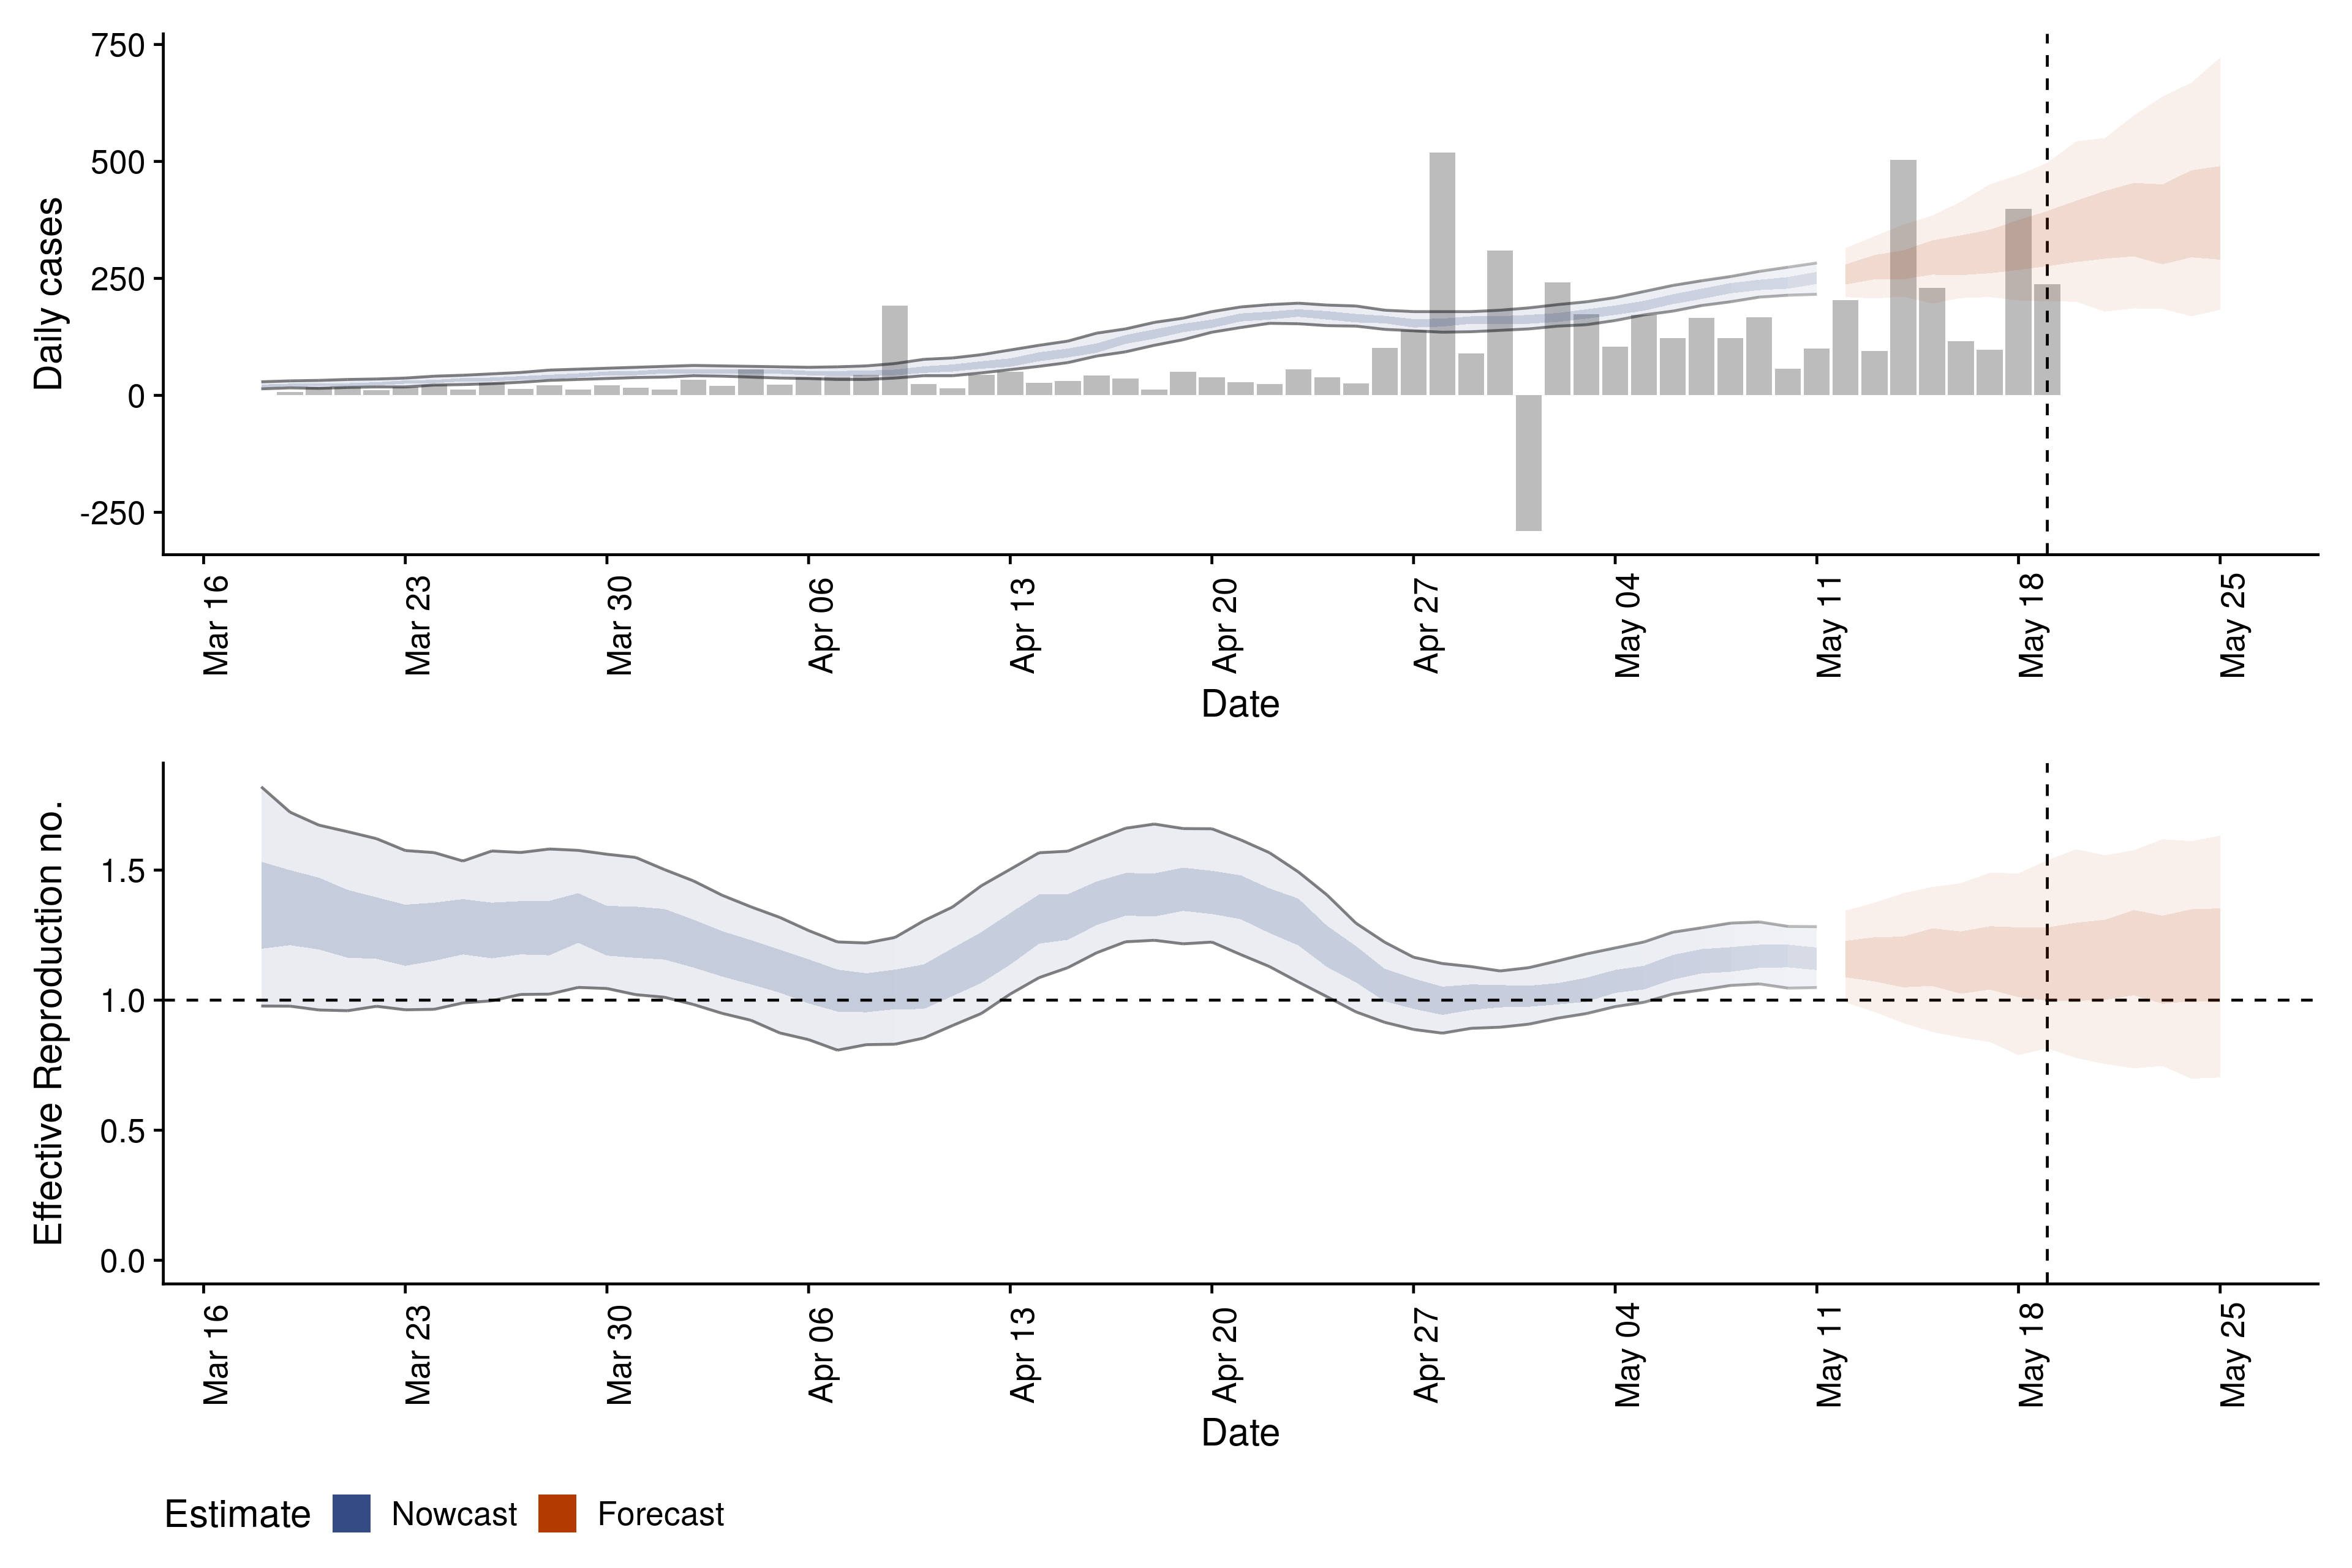 750
500
250
0
-250
Daily cases
Mar 16
Mar 23
Mar 30
Apr 06
Apr 13
Apr 20
Apr 27
May 04
May 11
May 18
May 25
Date
1.5
1.0
0.5
0.0
Effective Reproduction no.
Mar 16
Mar 23
Mar 30
Apr 06
Apr 13
Apr 20
Apr 27
May 04
May 11
May 18
May 25
Date
Estimate Nowcast Forecast